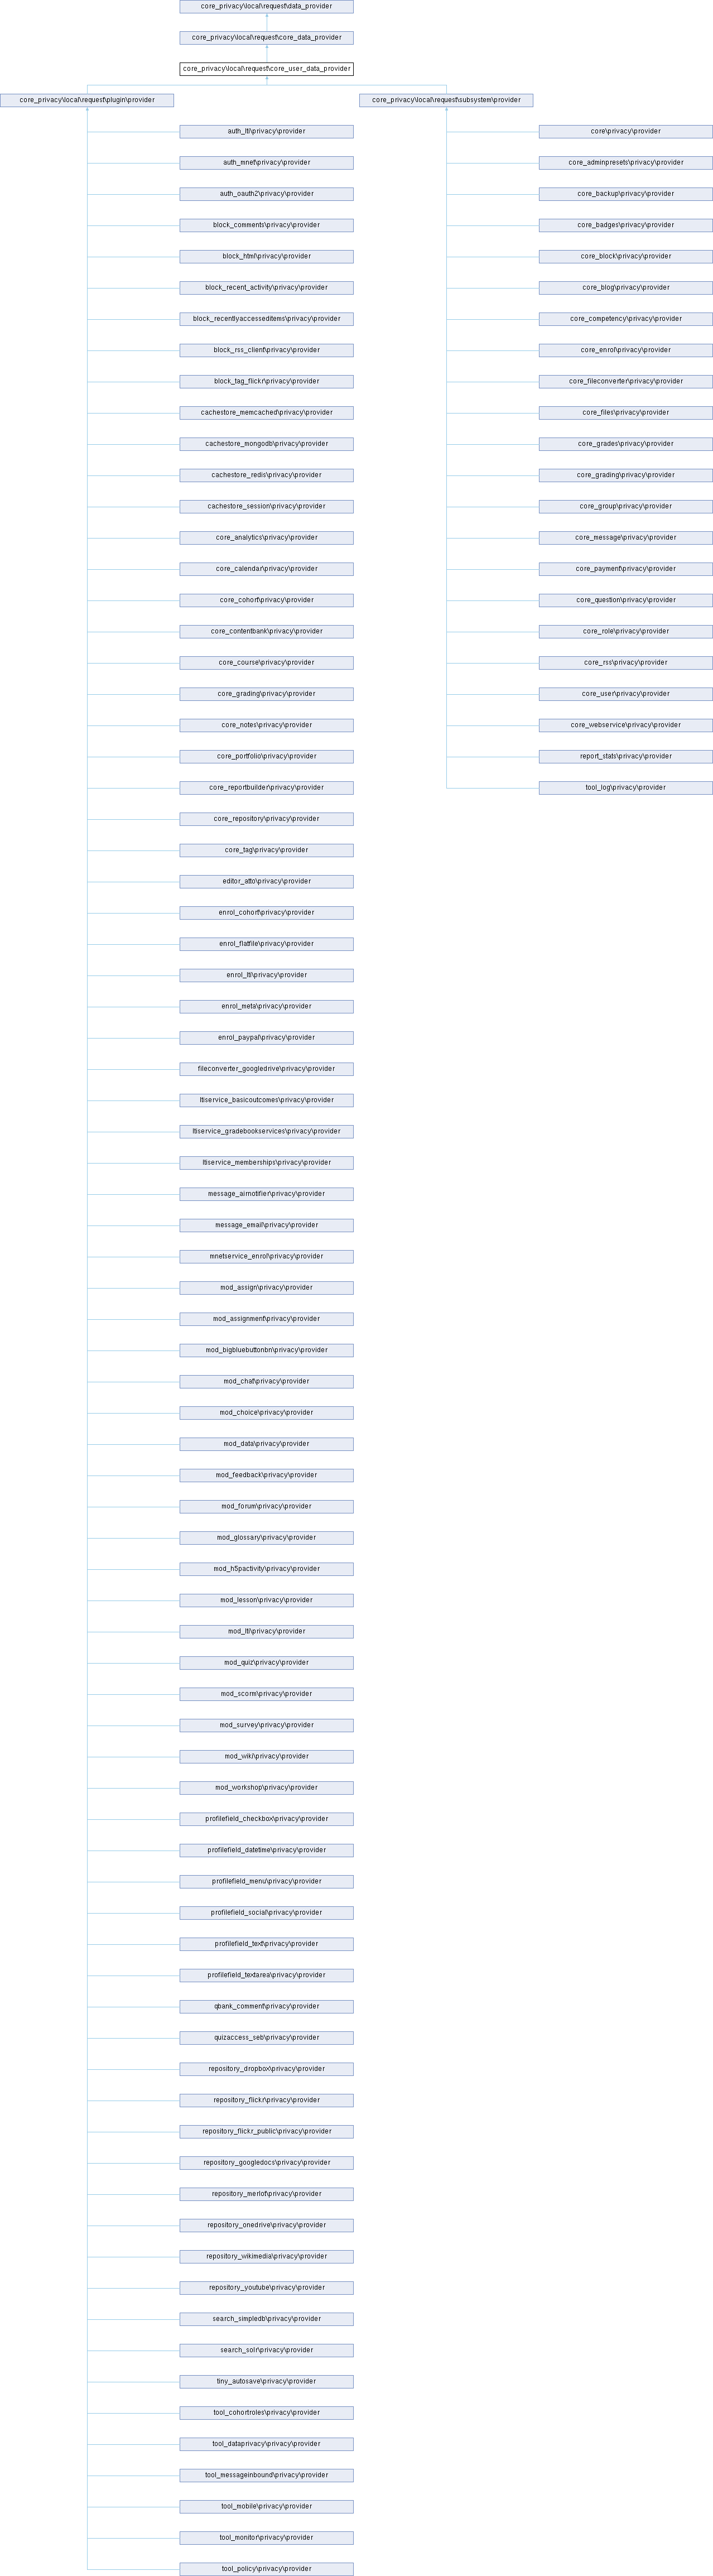 core_privacy\local\request\data_provider
core_privacy\local\request\core_data_provider
core_privacy\local\request\core_user_data_provider
core_privacy\local\request\plugin\provider
core_privacy\local\request\subsystem\provider
auth_lti\privacy\provider
auth_mnet\privacy\provider
auth_oauth2\privacy\provider
block_comments\privacy\provider
block_html\privacy\provider
block_recent_activity\privacy\provider
block_recentlyaccesseditems\privacy\provider
block_rss_client\privacy\provider
block_tag_flickr\privacy\provider
cachestore_memcached\privacy\provider
cachestore_mongodb\privacy\provider
cachestore_redis\privacy\provider
cachestore_session\privacy\provider
core_analytics\privacy\provider
core_calendar\privacy\provider
core_cohort\privacy\provider
core_contentbank\privacy\provider
core_course\privacy\provider
core_grading\privacy\provider
core_notes\privacy\provider
core_portfolio\privacy\provider
core_reportbuilder\privacy\provider
core_repository\privacy\provider
core_tag\privacy\provider
editor_atto\privacy\provider
enrol_cohort\privacy\provider
enrol_flatfile\privacy\provider
enrol_lti\privacy\provider
enrol_meta\privacy\provider
enrol_paypal\privacy\provider
fileconverter_googledrive\privacy\provider
ltiservice_basicoutcomes\privacy\provider
ltiservice_gradebookservices\privacy\provider
ltiservice_memberships\privacy\provider
message_airnotifier\privacy\provider
message_email\privacy\provider
mnetservice_enrol\privacy\provider
mod_assign\privacy\provider
mod_assignment\privacy\provider
mod_bigbluebuttonbn\privacy\provider
mod_chat\privacy\provider
mod_choice\privacy\provider
mod_data\privacy\provider
mod_feedback\privacy\provider
mod_forum\privacy\provider
mod_glossary\privacy\provider
mod_h5pactivity\privacy\provider
mod_lesson\privacy\provider
mod_lti\privacy\provider
mod_quiz\privacy\provider
mod_scorm\privacy\provider
mod_survey\privacy\provider
mod_wiki\privacy\provider
mod_workshop\privacy\provider
profilefield_checkbox\privacy\provider
profilefield_datetime\privacy\provider
profilefield_menu\privacy\provider
profilefield_social\privacy\provider
profilefield_text\privacy\provider
profilefield_textarea\privacy\provider
qbank_comment\privacy\provider
quizaccess_seb\privacy\provider
repository_dropbox\privacy\provider
repository_flickr\privacy\provider
repository_flickr_public\privacy\provider
repository_googledocs\privacy\provider
repository_merlot\privacy\provider
repository_onedrive\privacy\provider
repository_wikimedia\privacy\provider
repository_youtube\privacy\provider
search_simpledb\privacy\provider
search_solr\privacy\provider
tiny_autosave\privacy\provider
tool_cohortroles\privacy\provider
tool_dataprivacy\privacy\provider
tool_messageinbound\privacy\provider
tool_mobile\privacy\provider
tool_monitor\privacy\provider
tool_policy\privacy\provider
core\privacy\provider
core_adminpresets\privacy\provider
core_backup\privacy\provider
core_badges\privacy\provider
core_block\privacy\provider
core_blog\privacy\provider
core_competency\privacy\provider
core_enrol\privacy\provider
core_fileconverter\privacy\provider
core_files\privacy\provider
core_grades\privacy\provider
core_grading\privacy\provider
core_group\privacy\provider
core_message\privacy\provider
core_payment\privacy\provider
core_question\privacy\provider
core_role\privacy\provider
core_rss\privacy\provider
core_user\privacy\provider
core_webservice\privacy\provider
report_stats\privacy\provider
tool_log\privacy\provider